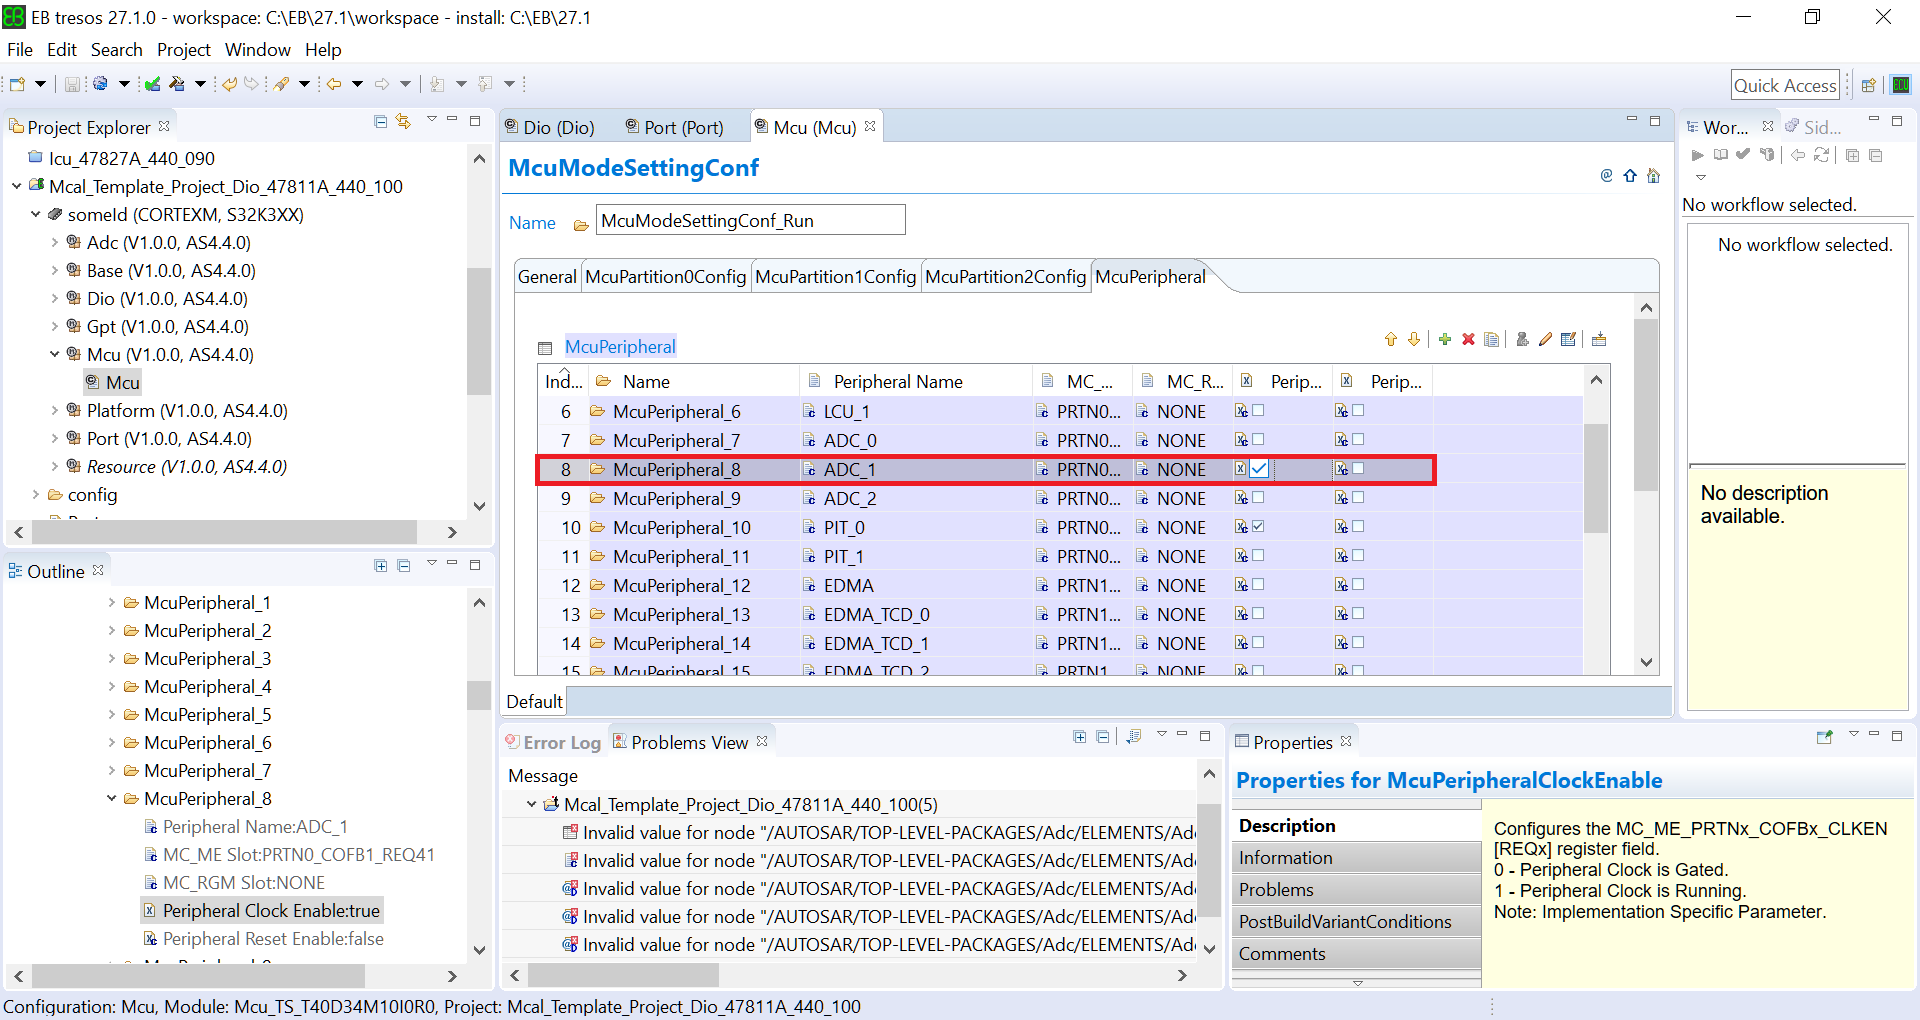 EB tresos 27.1.0 - workspace: C:\EB\27.1\workspace - install: C:\EB\27.1
File Edit Search Project Window Help
Quick Access
Project Explorer
Icu_47827A_440_090
Mcal_Template_Project_Dio_47811A_440_100
someId (CORTEXM, S32K3XX)
Adc (V1.0.0, AS4.4.0)
Base (V1.0.0, AS4.4.0)
Dio (V1.0.0, AS4.4.0)
Gpt (V1.0.0, AS4.4.0)
Mcu (V1.0.0, AS4.4.0)
Mcu
Platform (V1.0.0, AS4.4.0)
Port (V1.0.0, AS4.4.0)
Resource (V1.0.0, AS4.4.0)
config
Outline
McuPeripheral_1
McuPeripheral_2
McuPeripheral_3
McuPeripheral_4
McuPeripheral_5
McuPeripheral_6
McuPeripheral_7
McuPeripheral_8
Peripheral Name:ADC_1
MC_ME Slot:PRTN0_COFB1_REQ41
MC_RGM Slot:NONE
Peripheral Clock Enable:true
Peripheral Reset Enable:false
Dio (Dio) Port (Port) Mcu (Mcu)
McuModeSettingConf
Name McuModeSettingConf_Run
General McuPartition0Config McuPartition1Config McuPartition2Config McuPeripheral
McuPeripheral
Ind... Name Peripheral Name MC_... MC_R... Perip... Perip...
6 McuPeripheral_6 LCU_1 PRTN0... NONE
7 McuPeripheral_7 ADC_0 PRTN0... NONE
8 McuPeripheral_8 ADC_1 PRTN0... NONE
9 McuPeripheral_9 ADC_2 PRTN0... NONE
10 McuPeripheral_10 PIT_0 PRTN0... NONE
11 McuPeripheral_11 PIT_1 PRTN0... NONE
12 McuPeripheral_12 EDMA PRTN1... NONE
13 McuPeripheral_13 EDMA_TCD_0 PRTN1... NONE
14 McuPeripheral_14 EDMA_TCD_1 PRTN1... NONE
15 McuPeripheral_15 EDMA_TCD_2 PRTN1 NONE
Default
Error Log Problems View
Message
Mcal_Template_Project_Dio_47811A_440_100(5)
Invalid value for node "/AUTOSAR/TOP-LEVEL-PACKAGES/Adc/ELEMENTS/Ad
Invalid value for node "/AUTOSAR/TOP-LEVEL-PACKAGES/Adc/ELEMENTS/Ad
Invalid value for node "/AUTOSAR/TOP-LEVEL-PACKAGES/Adc/ELEMENTS/Ad
Invalid value for node "/AUTOSAR/TOP-LEVEL-PACKAGES/Adc/ELEMENTS/Ad
Invalid value for node "/AUTOSAR/TOP-LEVEL-PACKAGES/Adc/ELEMENTS/Ad
Wor... Sid...
No workflow selected.
No workflow selected.
No description
available.
Properties
Properties for McuPeripheralClockEnable
Description
Information
Problems
PostBuildVariantConditions
Comments
Configures the MC_ME_PRTNx_COFBx_CLKEN
[REQx] register field.
0 - Peripheral Clock is Gated.
1 - Peripheral Clock is Running.
Note: Implementation Specific Parameter.
Configuration: Mcu, Module: Mcu_TS_T40D34M10I0R0, Project: Mcal_Template_Project_Dio_47811A_440_100